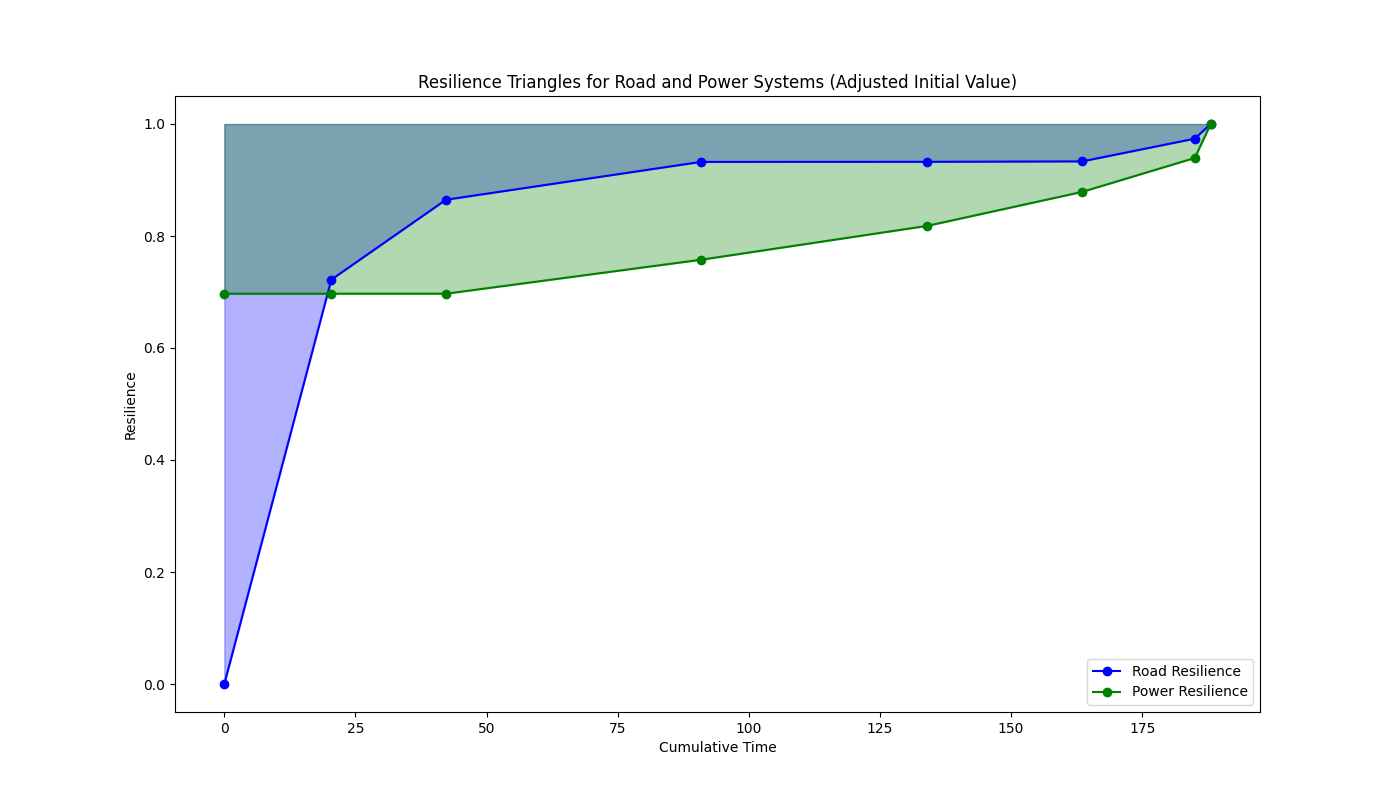 Resilience Triangles for Road and Power Systems (Adjusted Initial Value)
1.0
0.8
0.6
0.4
0.2
0.0
Resilience
0 25 50 75 100 125 150 175
Cumulative Time
Road Resilience
Power Resilience